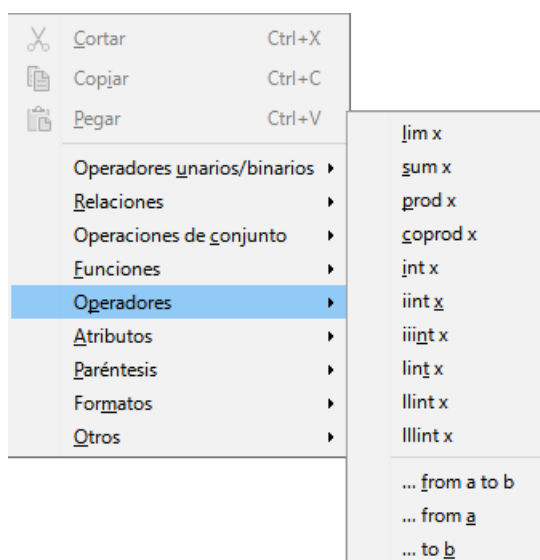 Cortar Ctrl+X
Copiar Ctrl+C
Pegar Ctrl+V
Operadores unarios/binarios
Relaciones
Operaciones de conjunto
Funciones
Operadores
Atributos
Paréntesis
Formatos
Otros
lim x
sum x
prod x
coprod x
int x
iint x
iiint x
lint x
llint x
lllint x
... from a to b
... from a
... to b